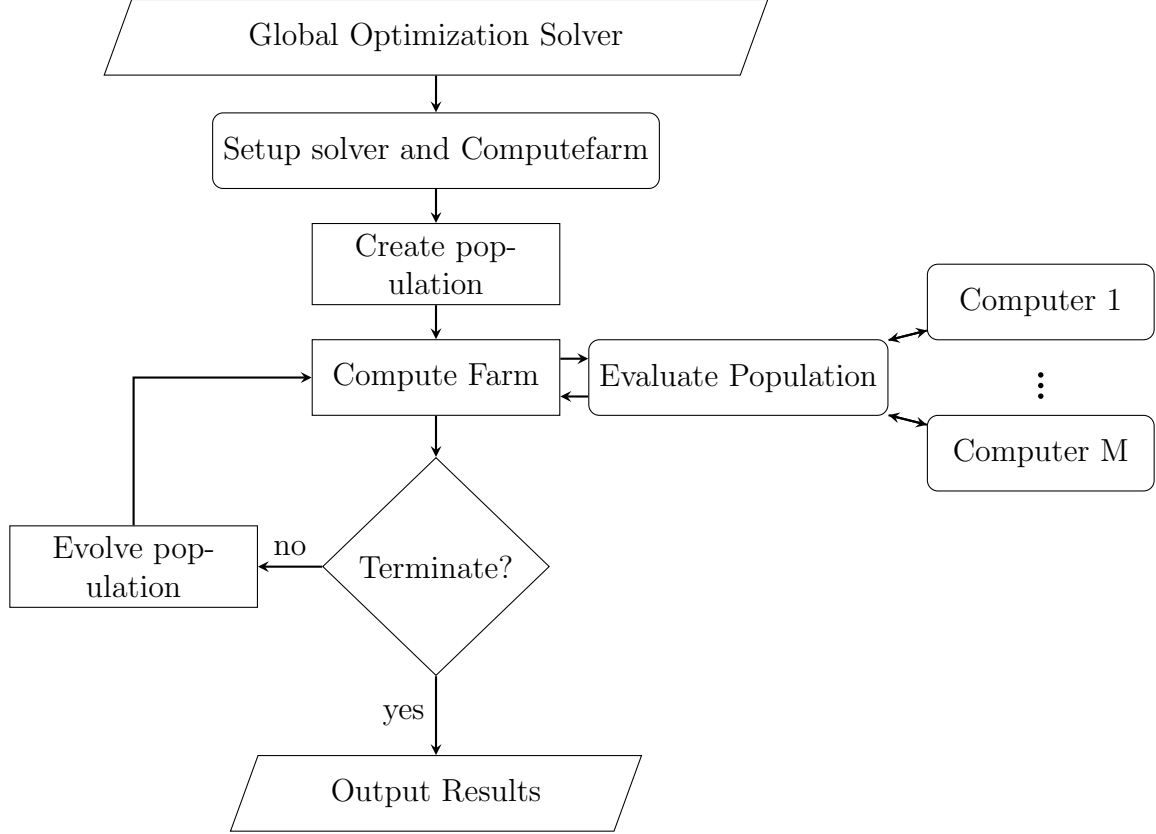 Global Optimization Solver
Setup solver and Computefarm
Create pop-
ulation
Computer 1
Compute Farm
Evaluate Population
Computer M
Evolve pop-
ulation
no
Terminate?
yes
Output Results